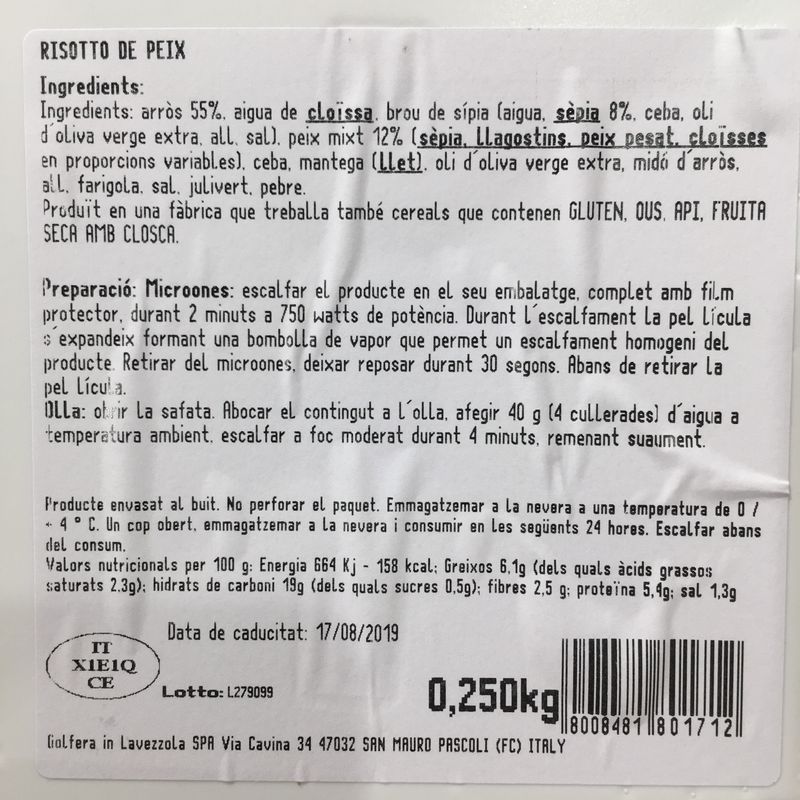 RISOTTO DE PEIX
Ingredients:
Ingredients: arròs 55%, aigua de cloïssa, brou de sípia (aigua, sèpia 8%, ceba, oli
d´oliva verge extra, all, sal), peix mixt 12% (sèpia, llagostins, peix pesat, cloïsses
en proporcions variables), ceba, mantega (llet), oli d´oliva verge extra, midó d´arròs,
all, farigola, sal, julivert, pebre.
Produït en una fàbrica que treballa també cereals que contenen GLUTEN, OUS, API, FRUITA
SECA AMB CLOSCA.
Preparació: Microones: escalfar el producte en el seu embalatge, complet amb film
protector, durant 2 minuts a 750 watts de potència. Durant l´escalfament la pel lícula
s´expandeix formant una bombolla de vapor que permet un escalfament homogeni del
producte. Retirar del microones, deixar reposar durant 30 segons. Abans de retirar la
pel lícula.
Olla: obrir la safata. Abocar el contingut a l´olla, afegir 40 g (4 cullerades) d´aigua a
temperatura ambient, escalfar a foc moderat durant 4 minuts, remenant suaument.
Producte envasat al buit. No perforar el paquet. Emmagatzemar a la nevera a una temperatura de 0 /
+ 4 ° C. Un cop obert, emmagatzemar a la nevera i consumir en les següents 24 hores. Escalfar abans
del consum.
Valors nutricionals per 100 g: Energia 664 Kj - 158 kcal; Greixos 6,1g (dels quals àcids grassos
saturats 2.3g); hidrats de carboni 19g (dels quals sucres 0,5g); fibres 2,5 g; proteïna 5,4g; sal 1,3g
Data de caducitat: 17/08/2019
IT
X1E1Q
CE
Lotto: L279099
0,250kg
8008481801712
Golfera in Lavezzola SPA Via Cavina 34 47032 SAN MAURO PASCOLI (FC) ITALY